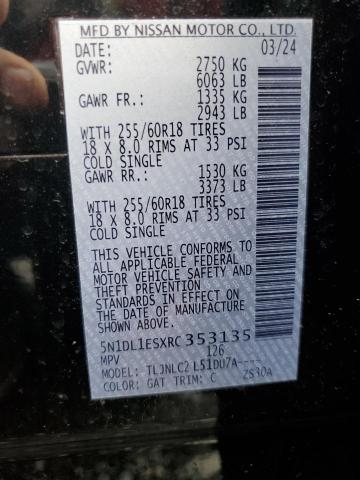 MFD BY NISSAN MOTOR CO., LTD.
DATE: 03/24
GVWR: 2750 KG
6063 LB
GAWR FR.: 1335 KG
2943 LB
WITH 255/60R18 TIRES
18 X 8.0 RIMS AT 33 PSI
COLD SINGLE
GAWR RR.: 1530 KG
3373 LB
WITH 255/60R18 TIRES
18 X 8.0 RIMS AT 33 PSI
COLD SINGLE
THIS VEHICLE CONFORMS TO
ALL APPLICABLE FEDERAL
MOTOR VEHICLE SAFETY AND
THEFT PREVENTION
STANDARDS IN EFFECT ON
THE DATE OF MANUFACTURE
SHOWN ABOVE.
5N1DL1ESXRC353135
MPV 126
MODEL: TLJNLC2 L51DU7A----
COLOR: GAT TRIM: C ZS30A